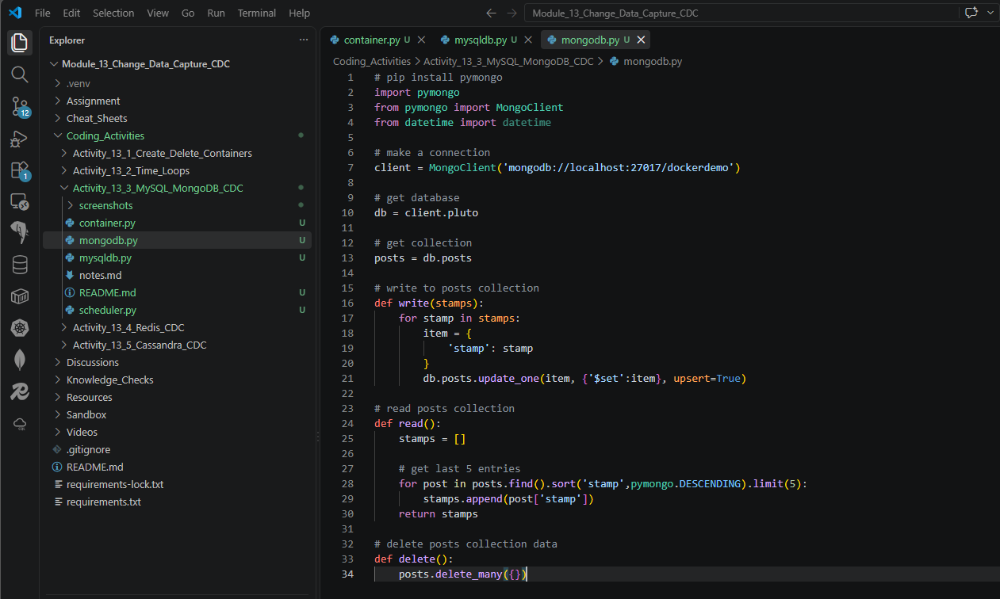 File Edit Selection View Go Run Terminal Help
Module_13_Change_Data_Capture_CDC
Explorer
Module_13_Change_Data_Capture_CDC
.venv
Assignment
Cheat_Sheets
Coding_Activities
Activity_13_1_Create_Delete_Containers
Activity_13_2_Time_Loops
Activity_13_3_MySQL_MongoDB_CDC
screenshots
container.py U
mongodb.py U
mysqldb.py U
notes.md
README.md U
scheduler.py U
Activity_13_4_Redis_CDC
Activity_13_5_Cassandra_CDC
Discussions
Knowledge_Checks
Resources
Sandbox
Videos
.gitignore
README.md
requirements-lock.txt
requirements.txt
12
1
container.py U mysqldb.py U mongodb.py U
Coding_Activities > Activity_13_3_MySQL_MongoDB_CDC > mongodb.py
1 # pip install pymongo
2 import pymongo
3 from pymongo import MongoClient
4 from datetime import datetime
5
6 # make a connection
7 client = MongoClient('mongodb://localhost:27017/dockerdemo')
8
9 # get database
10 db = client.pluto
11
12 # get collection
13 posts = db.posts
14
15 # write to posts collection
16 def write(stamps):
17     for stamp in stamps:
18         item = {
19             'stamp': stamp
20         }
21         db.posts.update_one(item, {'$set':item}, upsert=True)
22
23 # read posts collection
24 def read():
25     stamps = []
26
27     # get last 5 entries
28     for post in posts.find().sort('stamp',pymongo.DESCENDING).limit(5):
29         stamps.append(post['stamp'])
30     return stamps
31
32 # delete posts collection data
33 def delete():
34     posts.delete_many({})